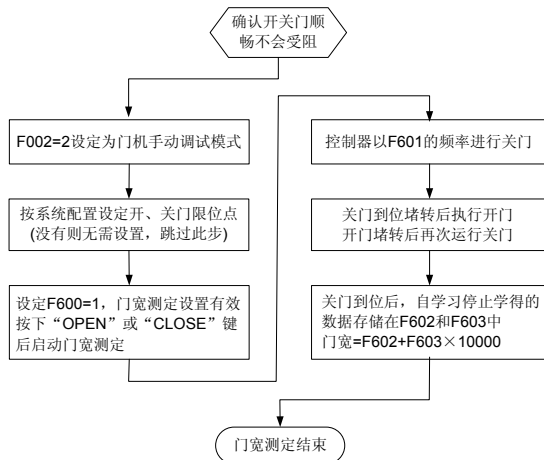 确认开关门顺
畅不会受阻
F002=2设定为门机手动调试模式
按系统配置设定开、关门限位点
(没有则无需设置，跳过此步)
设定F600=1，门宽测定设置有效
按下“OPEN”或“CLOSE”键
后启动门宽测定
控制器以F601的频率进行关门
关门到位堵转后执行开门
开门堵转后再次运行关门
关门到位后，自学习停止学得的
数据存储在F602和F603中
门宽=F602+F603×10000
门宽测定结束